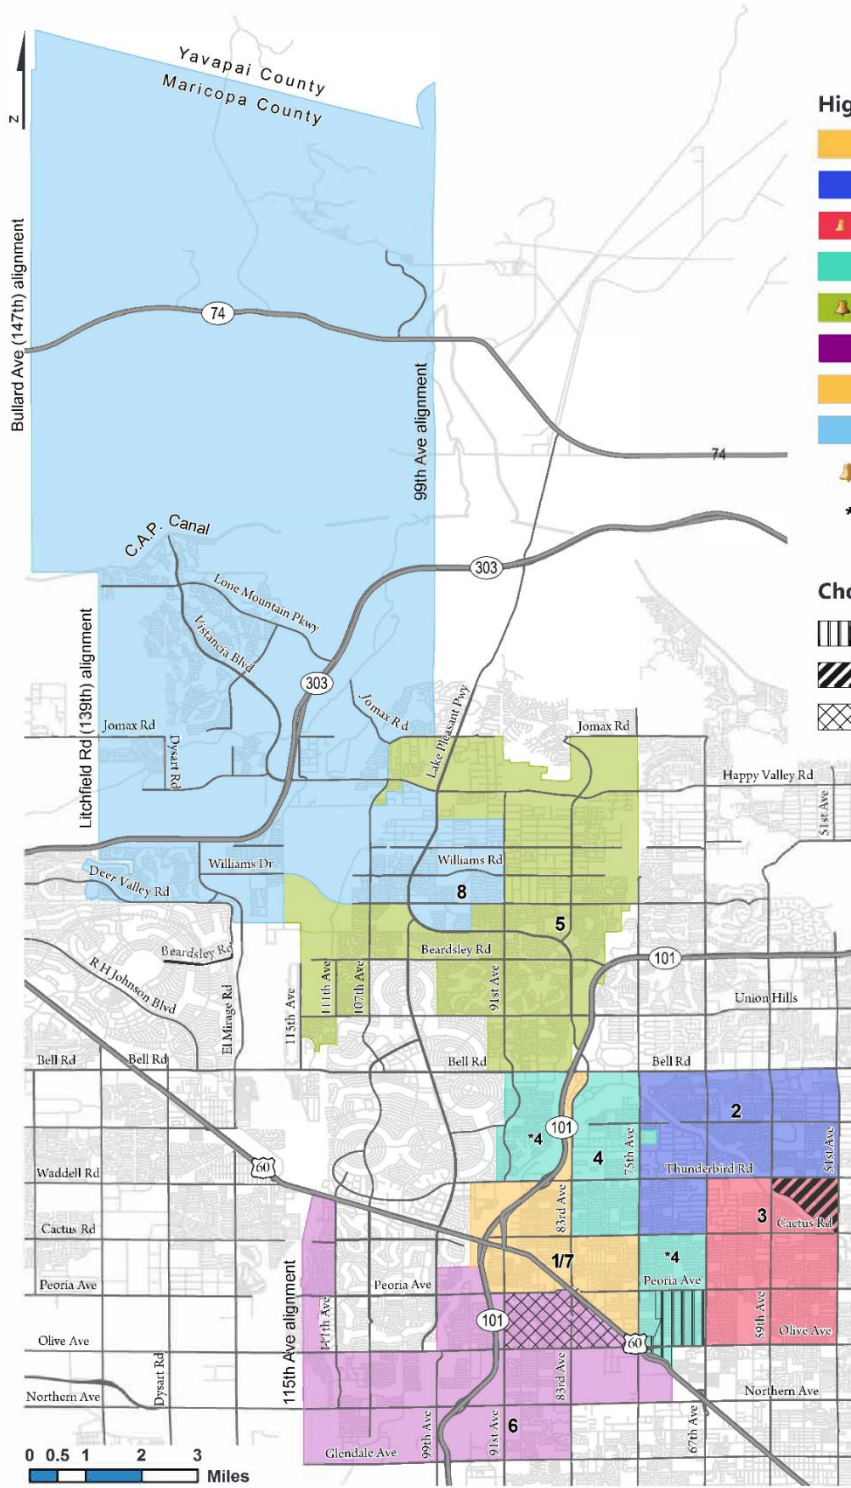 Yavapai County
Maricopa County
z
Hig
Bullard Ave (147th) alignment
74
99th Ave alignment
74
*
C.A.P. Canal
303
Lone Mountain Pkwy
Cho
Vistancia Blvd
Litchfield Rd (139th) alignment
303
Jomax Rd
Lake Pleasant Pwy
Jomax Rd
Jomax Rd
Dysart Rd
Happy Valley Rd
51st Ave
Williams Dr
Williams Rd
Deer Valley Rd
8
5
Beardsley Rd
Beardsley Rd
101
R H Johnson Blvd
El Mirage Rd
115th Ave
111th Ave
107th Ave
91st Ave
Union Hills
Bell Rd
Bell Rd
Bell Rd
Bell Rd
2
*4
101
4
75th Ave
51st Ave
60
Waddell Rd
Thunderbird Rd
83rd Ave
3
Cactus Rd
Cactus Rd
1/7
*4
Peoria Ave
Peoria Ave
Peoria Ave
115th Ave alignment
111th Ave
101
59th Ave
Olive Ave
60
Olive Ave
Dysart Rd
83rd Ave
Northern Ave
Northern Ave
99th Ave
91st Ave
6
67th Ave
Glendale Ave
0 0.5 1 2 3
Miles